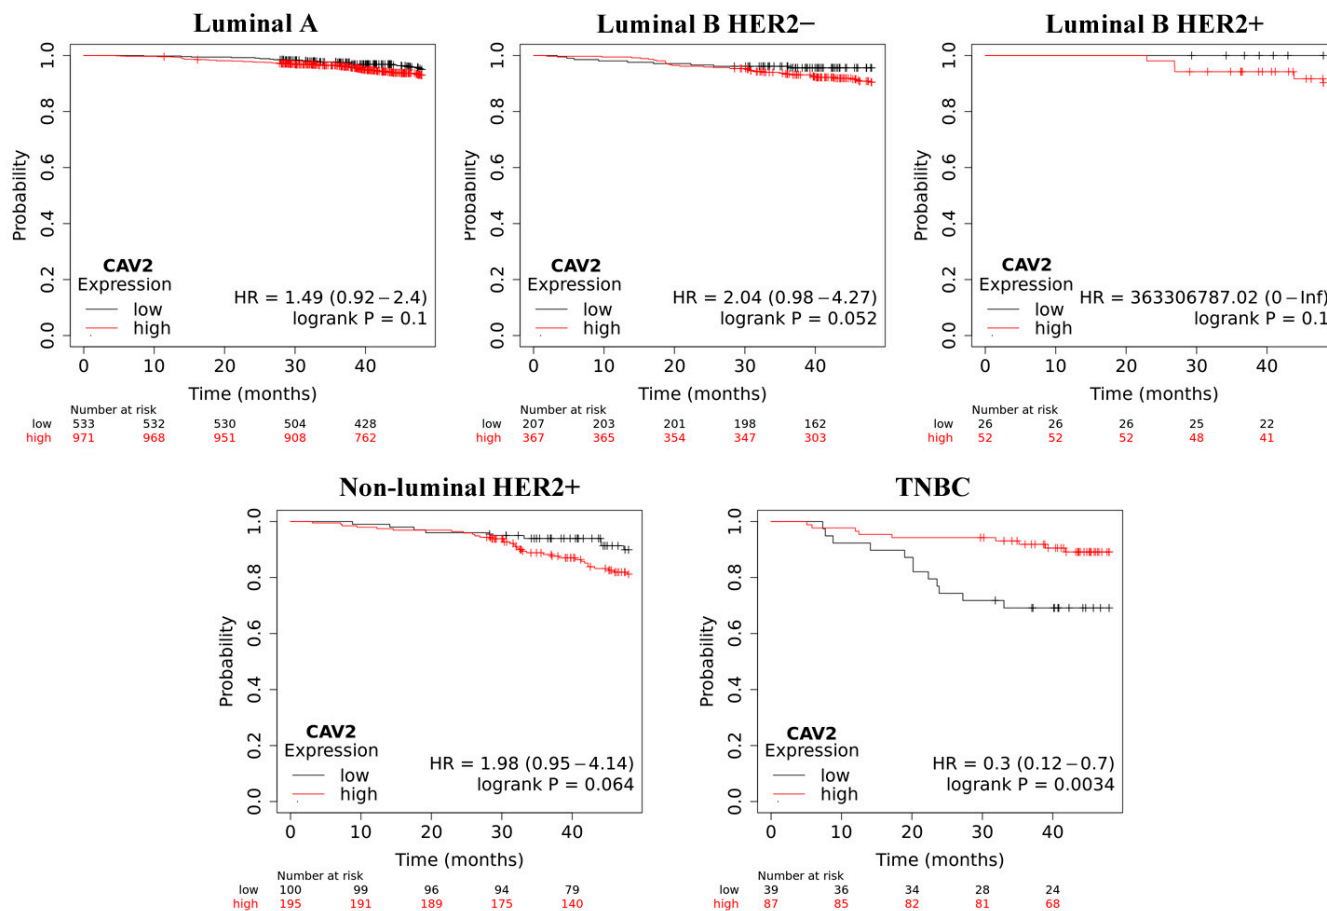 Luminal A
Probability
0.0 0.2 0.4 0.6 0.8 1.0
CAV2
Expression
low
high
HR = 1.49 (0.92 − 2.4)
logrank P = 0.1
0 10 20 30 40
Time (months)
Number at risk
low 533 532 530 504 428
high 971 968 951 908 762
Luminal B HER2−
Probability
0.0 0.2 0.4 0.6 0.8 1.0
CAV2
Expression
low
high
HR = 2.04 (0.98 − 4.27)
logrank P = 0.052
0 10 20 30 40
Time (months)
Number at risk
low 207 203 201 198 162
high 367 365 354 347 303
Luminal B HER2+
Probability
0.0 0.2 0.4 0.6 0.8 1.0
CAV2
Expression
low
high
HR = 363306787.02 (0 − Inf)
logrank P = 0.1
0 10 20 30 40
Time (months)
Number at risk
low 26 26 26 25 22
high 52 52 52 48 41
Non-luminal HER2+
Probability
0.0 0.2 0.4 0.6 0.8 1.0
CAV2
Expression
low
high
HR = 1.98 (0.95 − 4.14)
logrank P = 0.064
0 10 20 30 40
Time (months)
Number at risk
low 100 99 96 94 79
high 195 191 189 175 140
TNBC
Probability
0.0 0.2 0.4 0.6 0.8 1.0
CAV2
Expression
low
high
HR = 0.3 (0.12 − 0.7)
logrank P = 0.0034
0 10 20 30 40
Time (months)
Number at risk
low 39 36 34 28 24
high 87 85 82 81 68